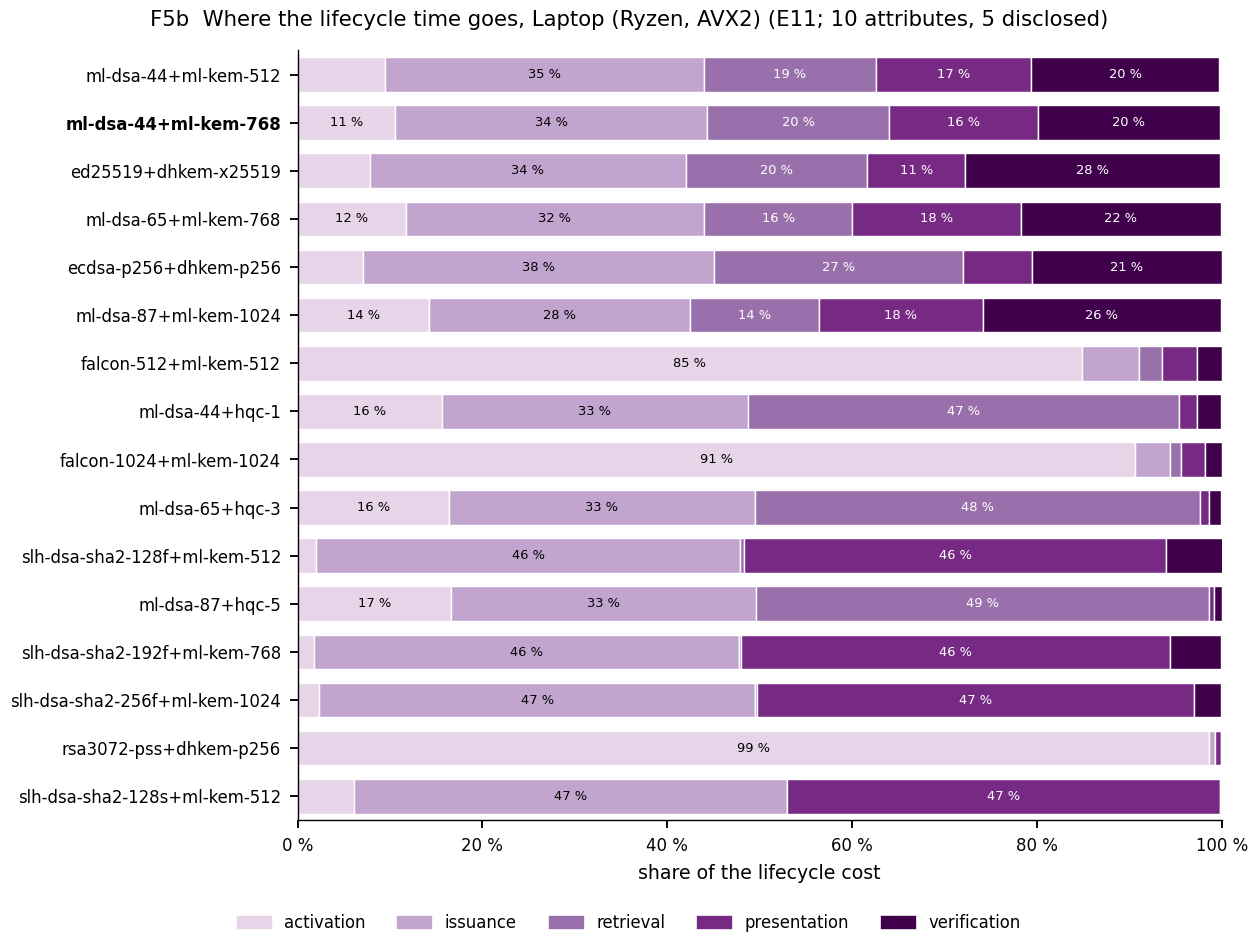 F5b  Where the lifecycle time goes, Laptop (Ryzen, AVX2) (E11; 10 attributes, 5 disclosed)
ml-dsa-44+ml-kem-512 35 % 19 % 17 % 20 %
ml-dsa-44+ml-kem-768 11 % 34 % 20 % 16 % 20 %
ed25519+dhkem-x25519 34 % 20 % 11 % 28 %
ml-dsa-65+ml-kem-768 12 % 32 % 16 % 18 % 22 %
ecdsa-p256+dhkem-p256 38 % 27 % 21 %
ml-dsa-87+ml-kem-1024 14 % 28 % 14 % 18 % 26 %
falcon-512+ml-kem-512 85 %
ml-dsa-44+hqc-1 16 % 33 % 47 %
falcon-1024+ml-kem-1024 91 %
ml-dsa-65+hqc-3 16 % 33 % 48 %
slh-dsa-sha2-128f+ml-kem-512 46 % 46 %
ml-dsa-87+hqc-5 17 % 33 % 49 %
slh-dsa-sha2-192f+ml-kem-768 46 % 46 %
slh-dsa-sha2-256f+ml-kem-1024 47 % 47 %
rsa3072-pss+dhkem-p256 99 %
slh-dsa-sha2-128s+ml-kem-512 47 % 47 %
0 % 20 % 40 % 60 % 80 % 100 %
share of the lifecycle cost
activation issuance retrieval presentation verification